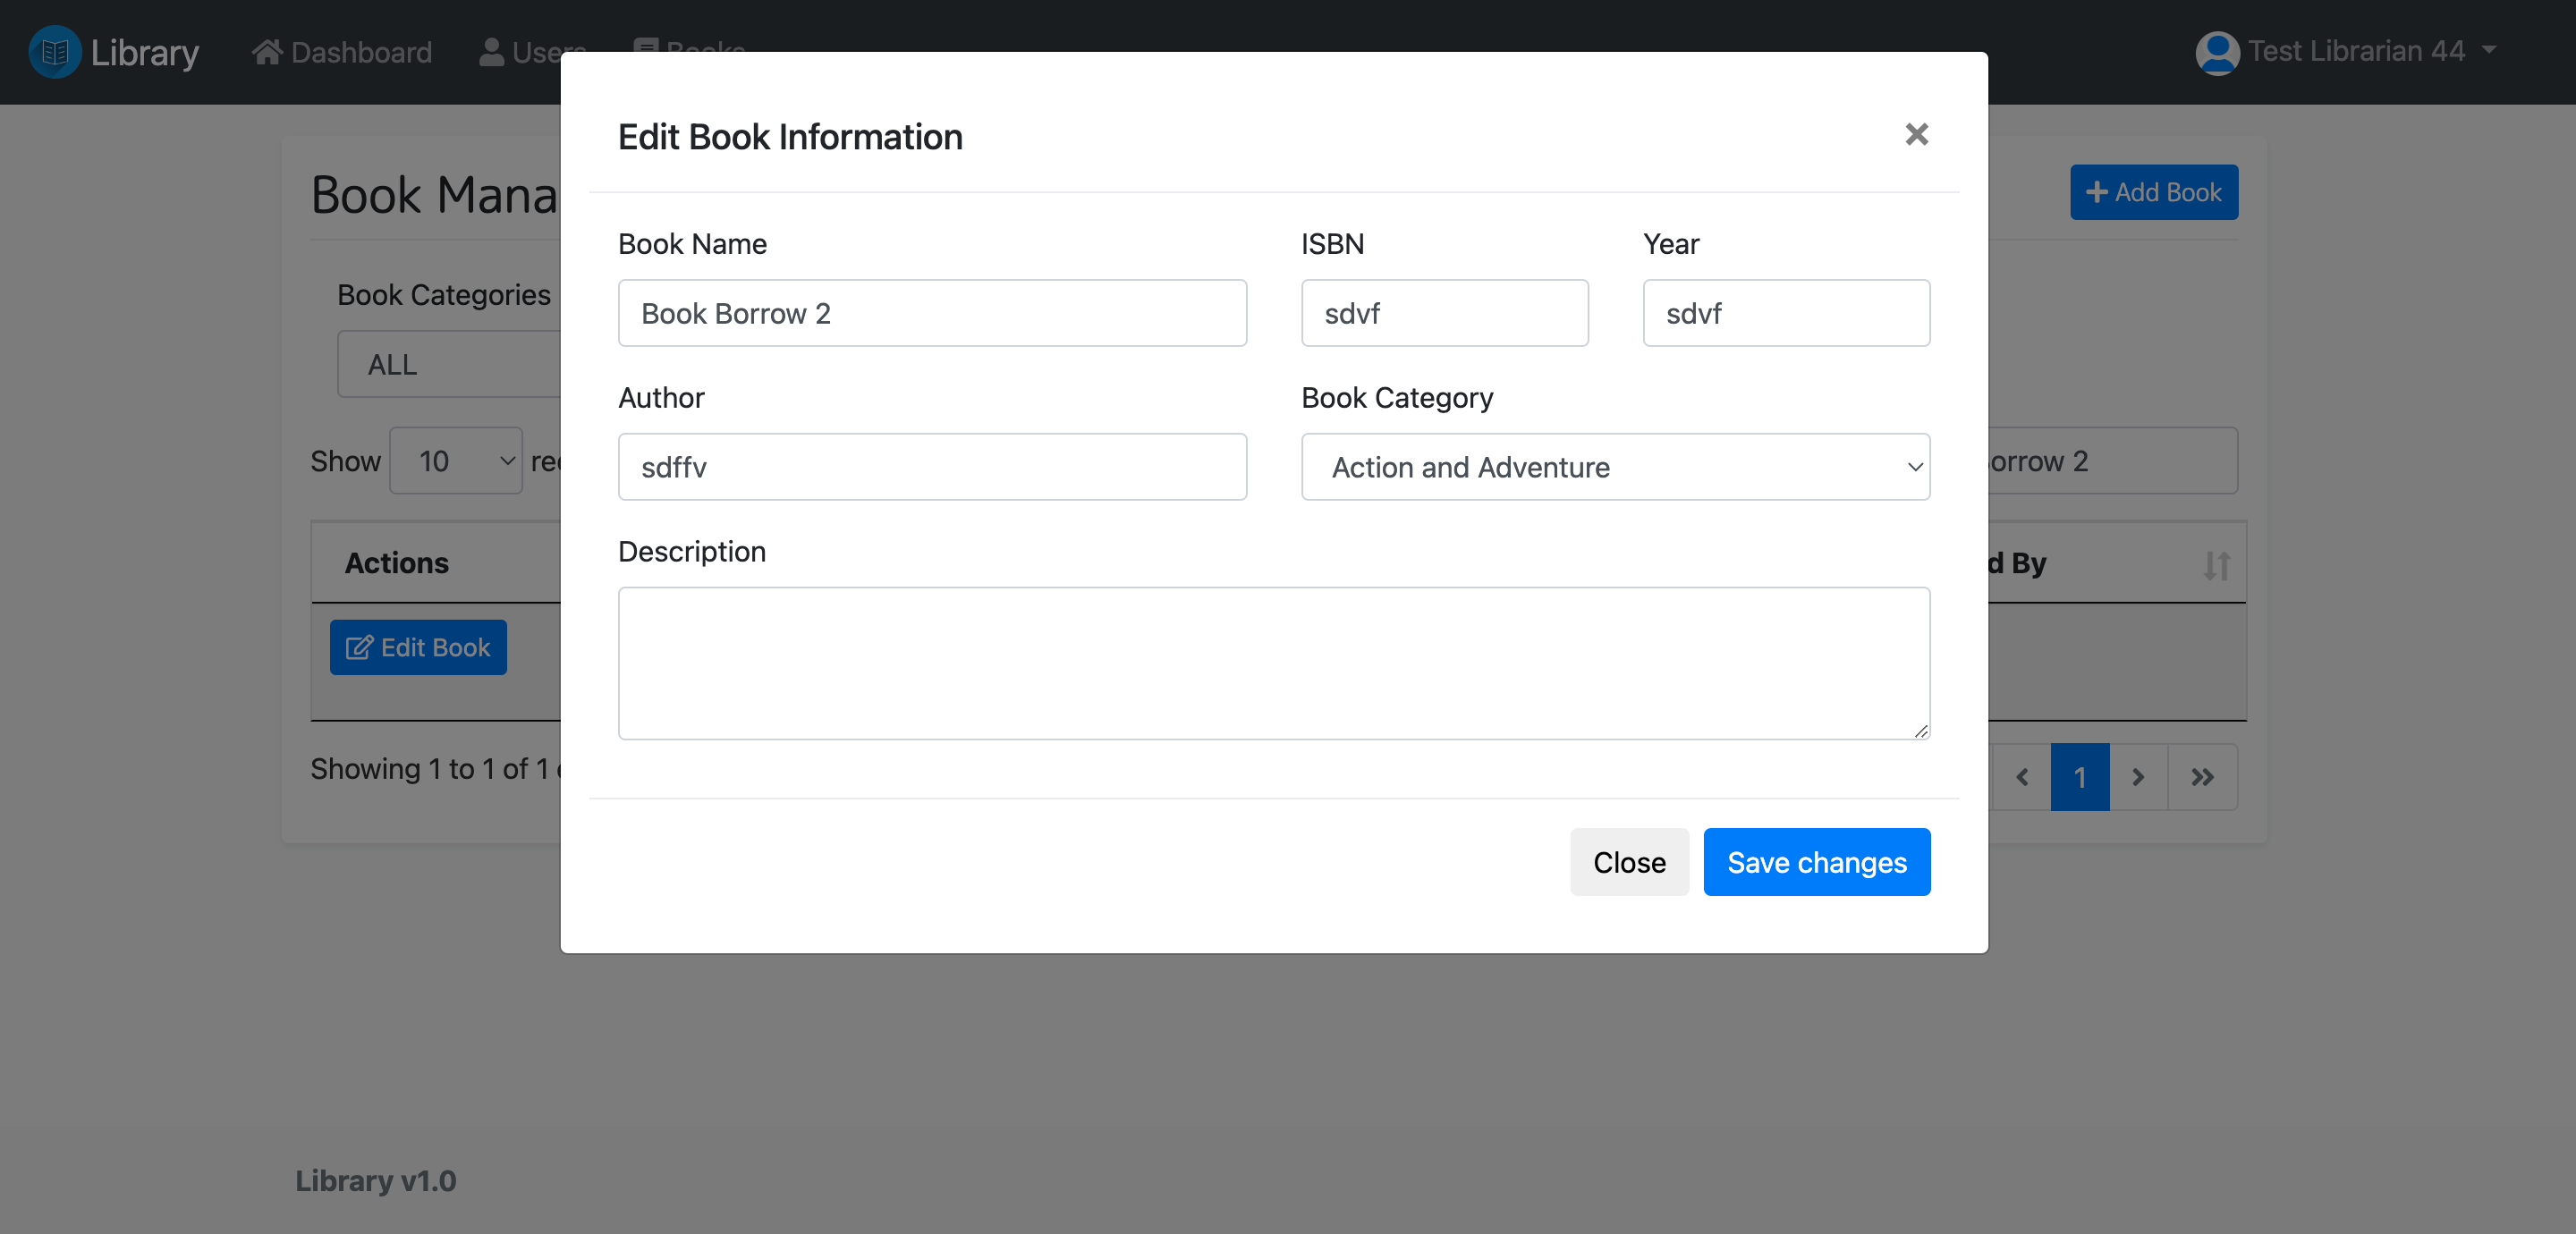 Library Dashboard Users Books Test Librarian 44
Edit Book Information
Book Mana
Add Book
Book Name ISBN Year
Book Categories
Book Borrow 2 sdvf sdvf
ALL
Author Book Category
Show 10
sdffv Action and Adventure
orrow 2
Description
Actions
d By
Edit Book
Showing 1 to 1 of 1
1
Close Save changes
Library v1.0